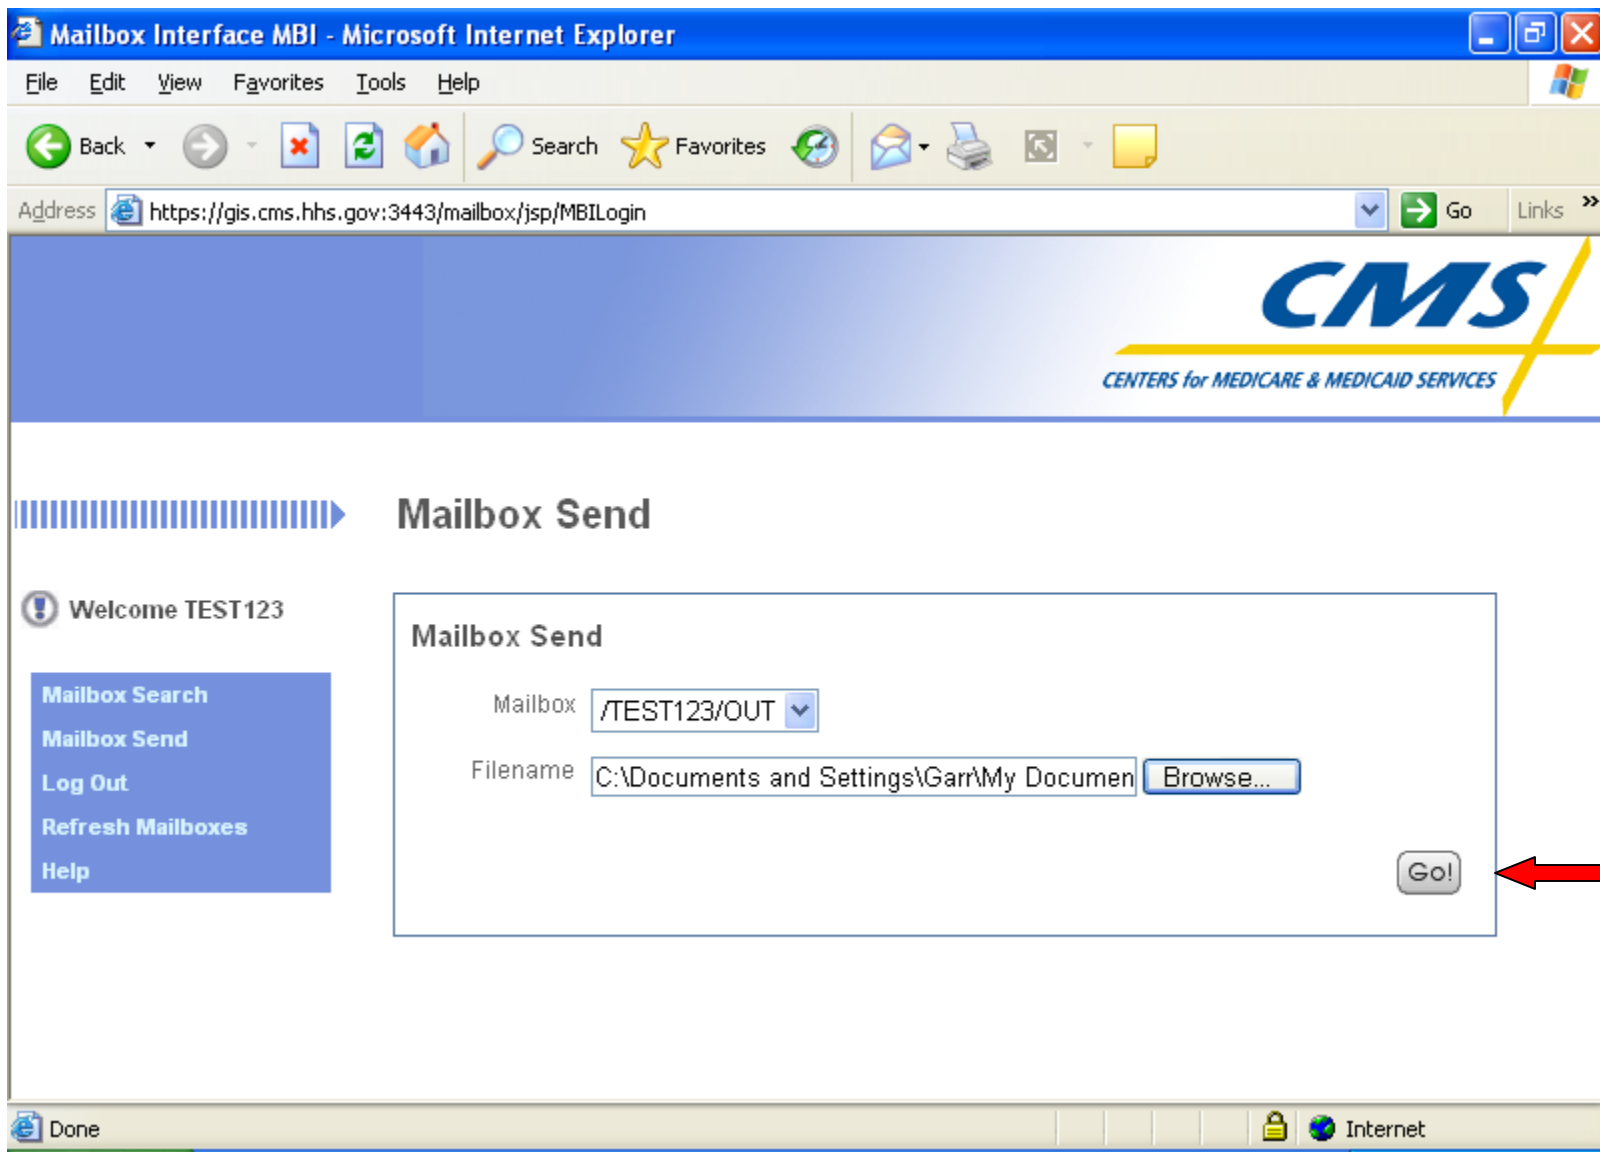 Mailbox Interface MBI - Microsoft Internet Explorer
File Edit View Favorites Tools Help
Back Search Favorites
Address https://gis.cms.hhs.gov:3443/mailbox/jsp/MBILogin Go Links »
CMS
CENTERS for MEDICARE & MEDICAID SERVICES
Mailbox Send
Welcome TEST123
Mailbox Search
Mailbox Send
Log Out
Refresh Mailboxes
Help
Mailbox Send
Mailbox /TEST123/OUT
Filename C:\Documents and Settings\Garr\My Documen Browse...
Go!
Done Internet